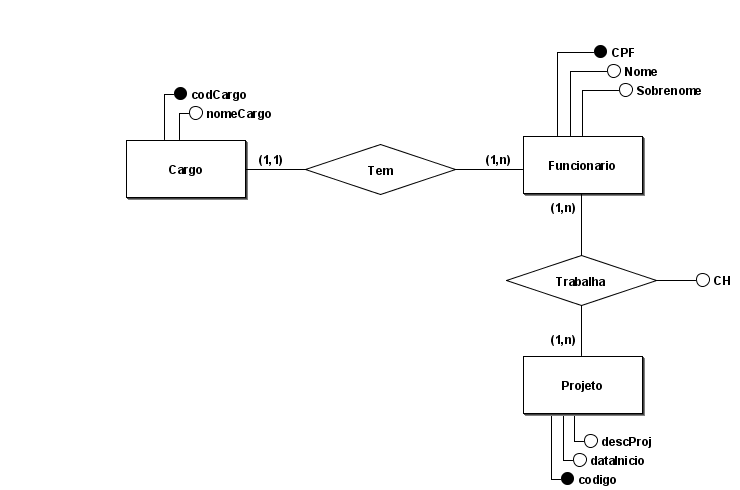 CPF
Nome
Sobrenome
codCargo
nomeCargo
Cargo
(1,1)
Tem
(1,n)
Funcionario
(1,n)
Trabalha
CH
(1,n)
Projeto
descProj
dataInicio
codigo